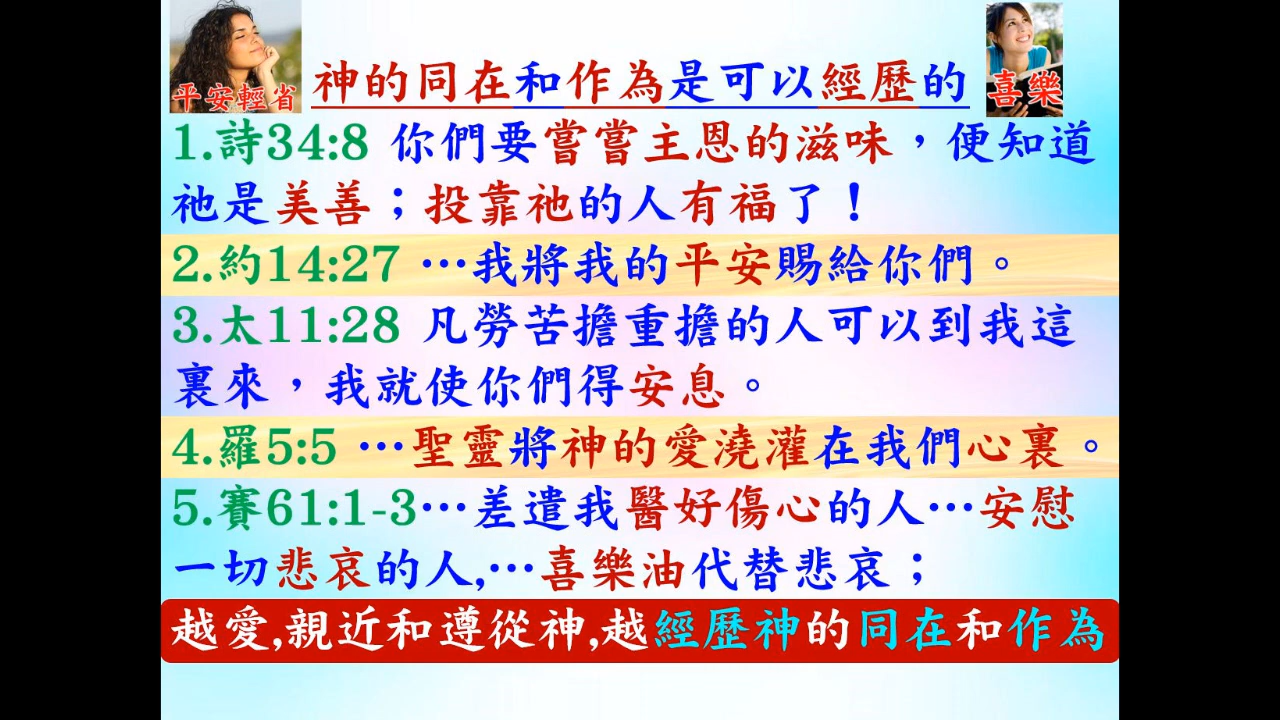 平安輕省
神的同在和作為是可以經歷的
喜樂
1.詩34:8 你們要嘗嘗主恩的滋味，便知道
祂是美善；投靠祂的人有福了！
2.約14:27 …我將我的平安賜給你們。
3.太11:28 凡勞苦擔重擔的人可以到我這
裏來，我就使你們得安息。
4.羅5:5 …聖靈將神的愛澆灌在我們心裏。
5.賽61:1-3…差遣我醫好傷心的人…安慰
一切悲哀的人,…喜樂油代替悲哀；
越愛,親近和遵從神,越經歷神的同在和作為